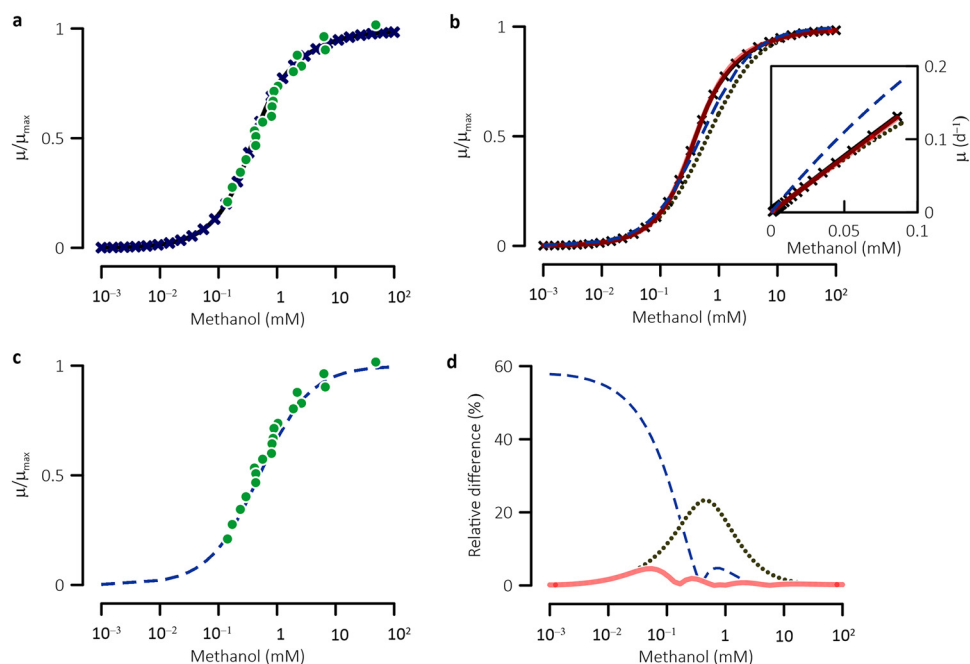 a
1
0.5
0
μ/μmax
10⁻³ 10⁻² 10⁻¹ 1 10 10²
Methanol (mM)
b
1
0.5
0
μ/μmax
0.2
0.1
0
μ (d⁻¹)
0 0.05 0.1
Methanol (mM)
10⁻³ 10⁻² 10⁻¹ 1 10 10²
Methanol (mM)
c
1
0.5
0
μ/μmax
10⁻³ 10⁻² 10⁻¹ 1 10 10²
Methanol (mM)
d
60
40
20
0
Relative difference (%)
10⁻³ 10⁻² 10⁻¹ 1 10 10²
Methanol (mM)